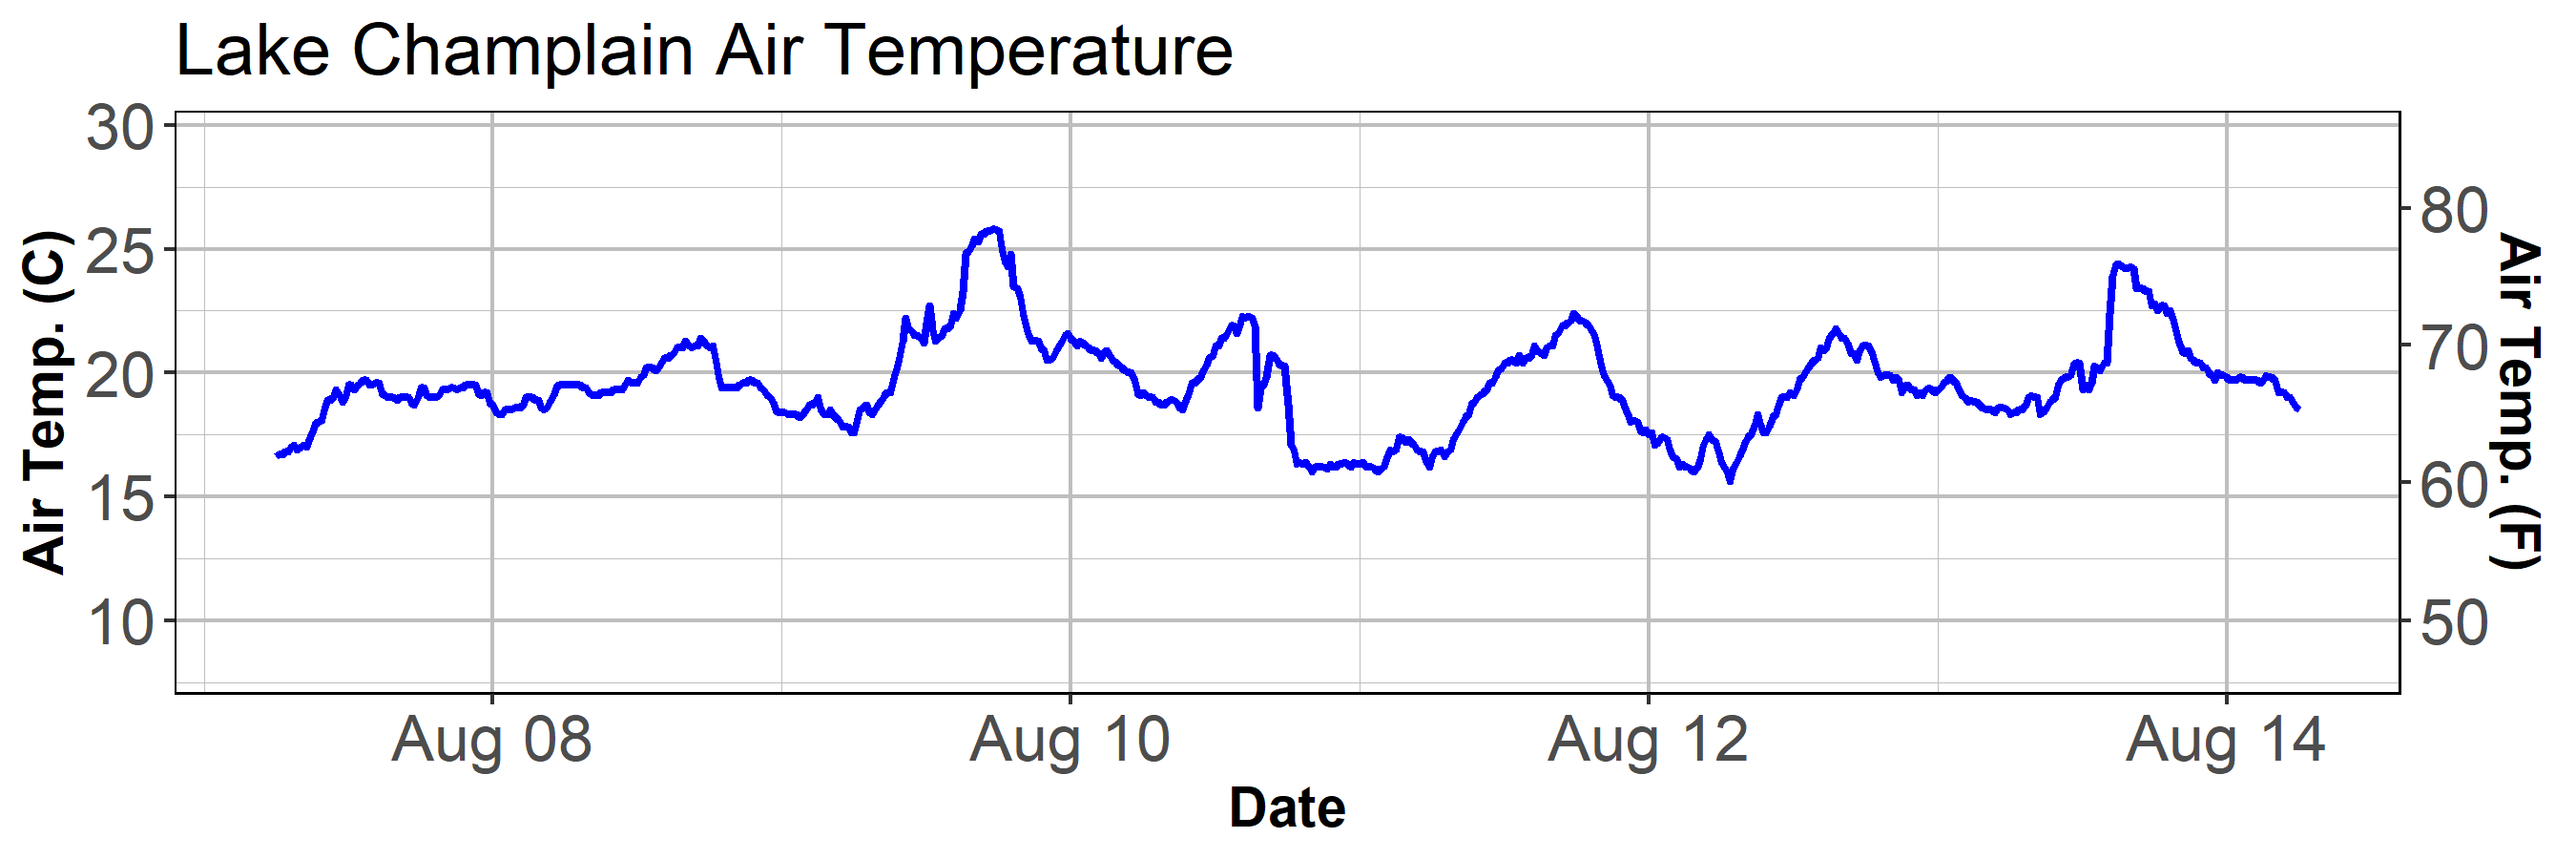 Lake Champlain Air Temperature
30
25
20
15
10
Air Temp. (C)
80
70
60
50
Air Temp. (F)
Aug 08
Aug 10
Aug 12
Aug 14
Date